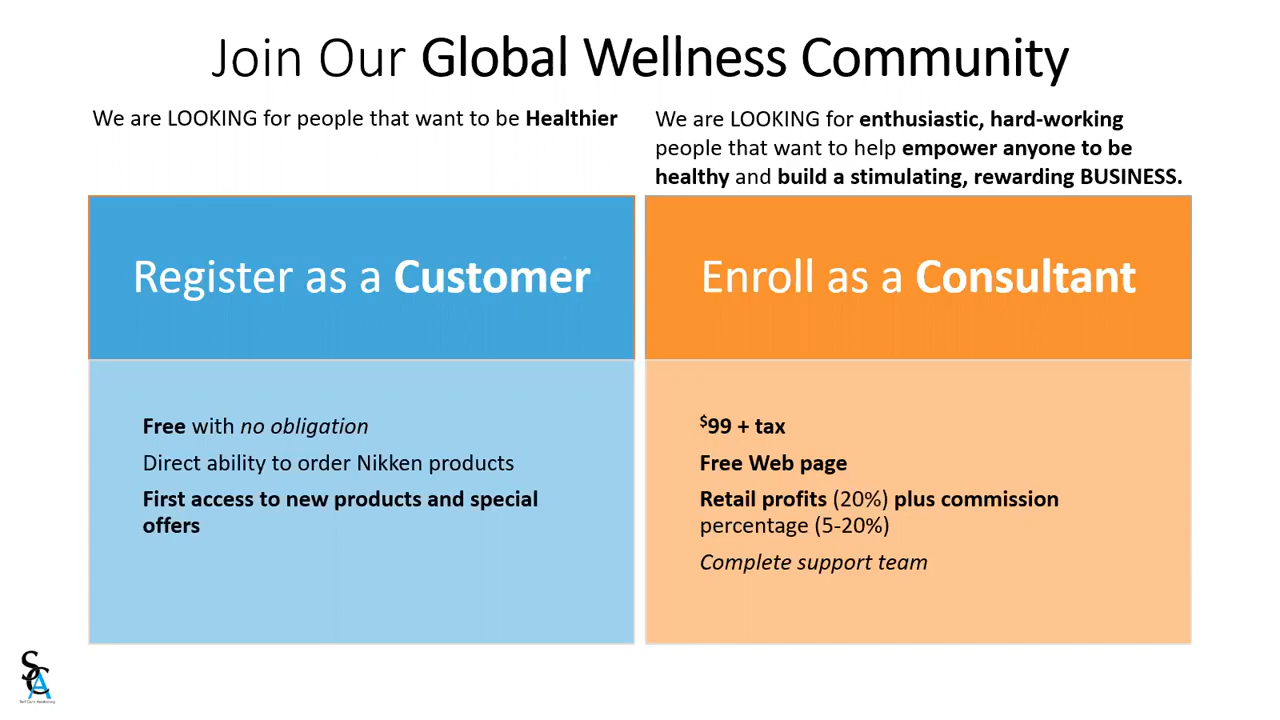 Join Our Global Wellness Community
We are LOOKING for people that want to be Healthier
We are LOOKING for enthusiastic, hard-working
people that want to help empower anyone to be
healthy and build a stimulating, rewarding BUSINESS.
Register as a Customer
Free with no obligation
Direct ability to order Nikken products
First access to new products and special
offers
Enroll as a Consultant
$99 + tax
Free Web page
Retail profits (20%) plus commission
percentage (5-20%)
Complete support team
SCA